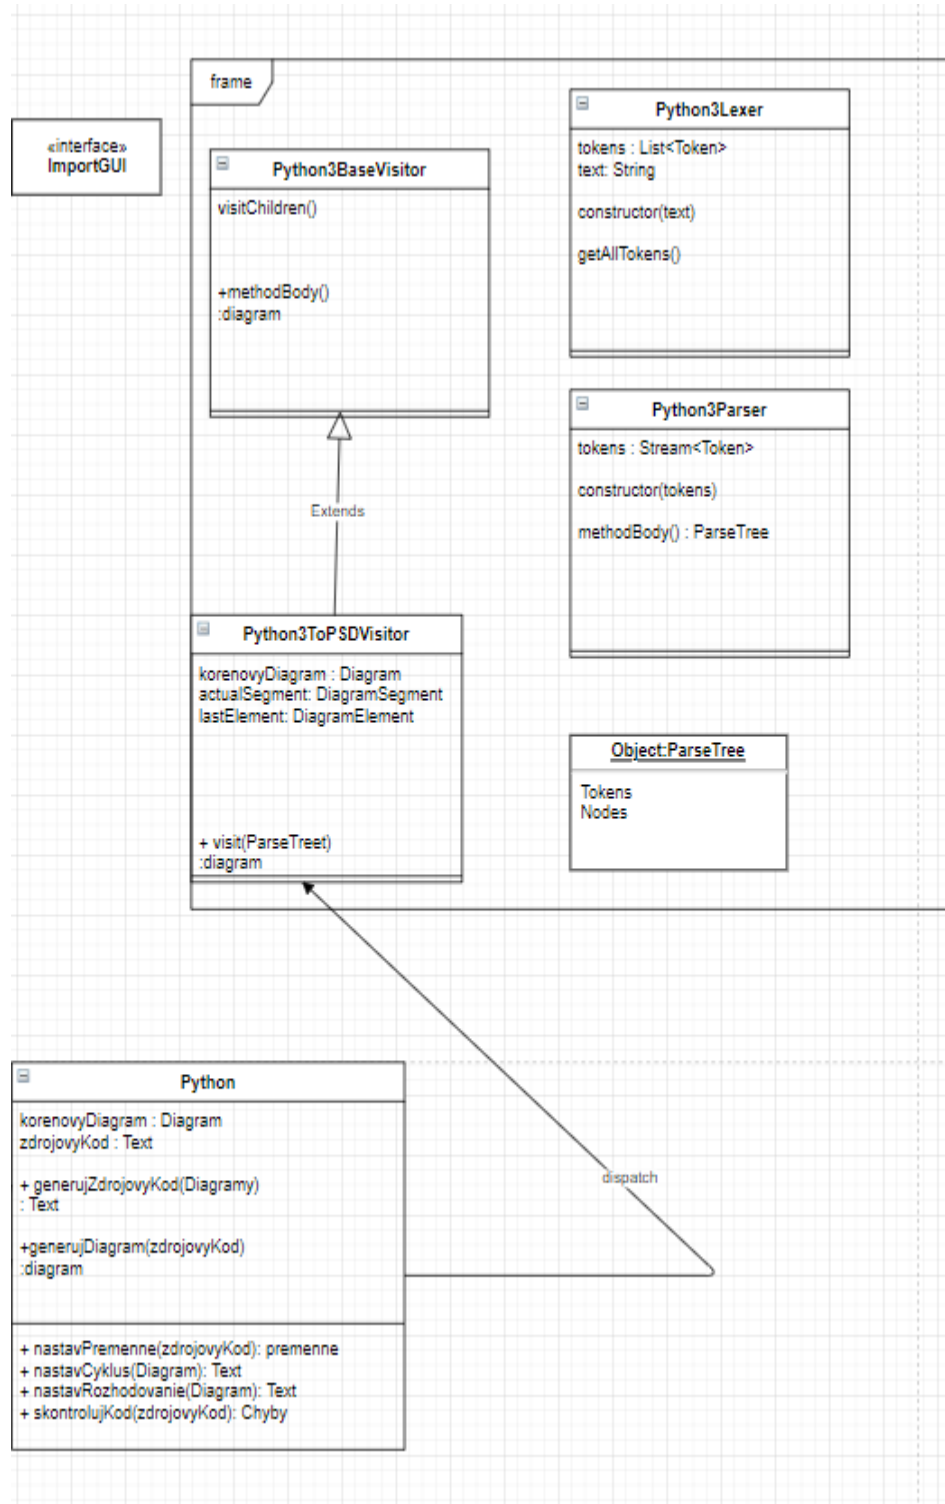 frame
«interface»
ImportGUI
Python3BaseVisitor
visitChildren()
+methodBody()
:diagram
Python3Lexer
tokens : List<Token>
text: String
constructor(text)
getAllTokens()
Extends
Python3Parser
tokens : Stream<Token>
constructor(tokens)
methodBody() : ParseTree
Python3ToPSDVisitor
korenovyDiagram : Diagram
actualSegment: DiagramSegment
lastElement: DiagramElement
+ visit(ParseTreet)
:diagram
Object:ParseTree
Tokens
Nodes
dispatch
Python
korenovyDiagram : Diagram
zdrojovyKod : Text
+ generujZdrojovyKod(Diagramy)
: Text
+generujDiagram(zdrojovyKod)
:diagram
+ nastavPremenne(zdrojovyKod): premenne
+ nastavCyklus(Diagram): Text
+ nastavRozhodovanie(Diagram): Text
+ skontrolujKod(zdrojovyKod): Chyby